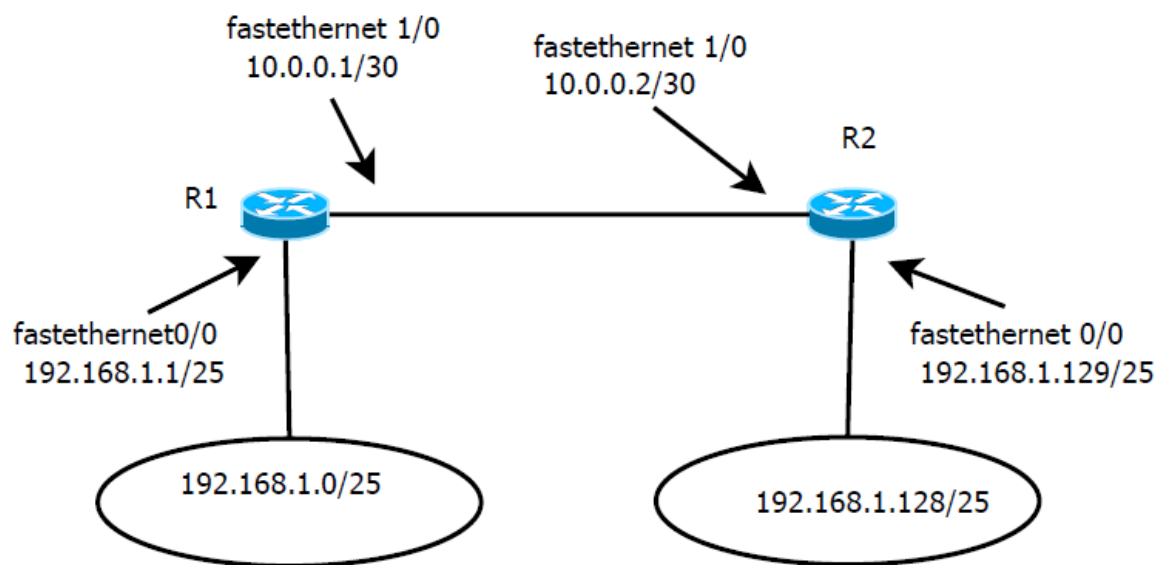 fastethernet 1/0
10.0.0.1/30
fastethernet 1/0
10.0.0.2/30
R2
R1
fastethernet0/0
192.168.1.1/25
fastethernet 0/0
192.168.1.129/25
192.168.1.0/25
192.168.1.128/25